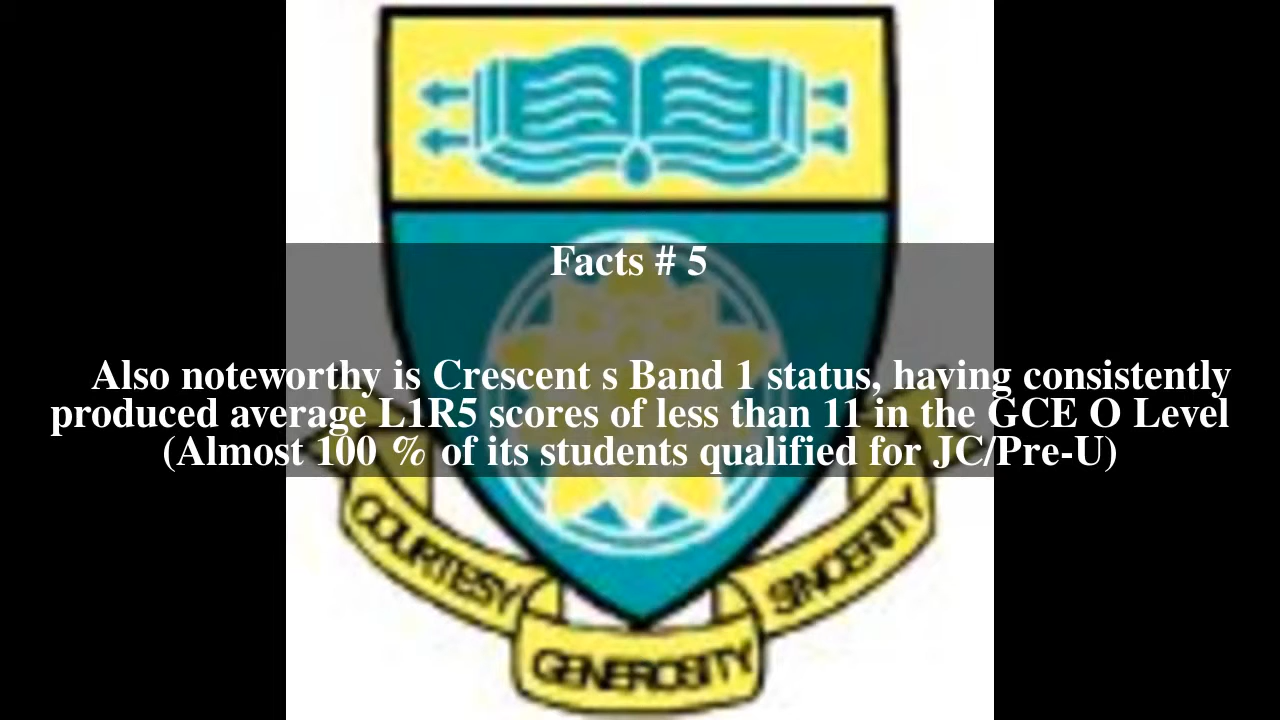 Facts # 5
Also noteworthy is Crescent s Band 1 status, having consistently
produced average L1R5 scores of less than 11 in the GCE O Level
(Almost 100 % of its students qualified for JC/Pre-U)
COURTESY
GENEROSITY
SINCERITY